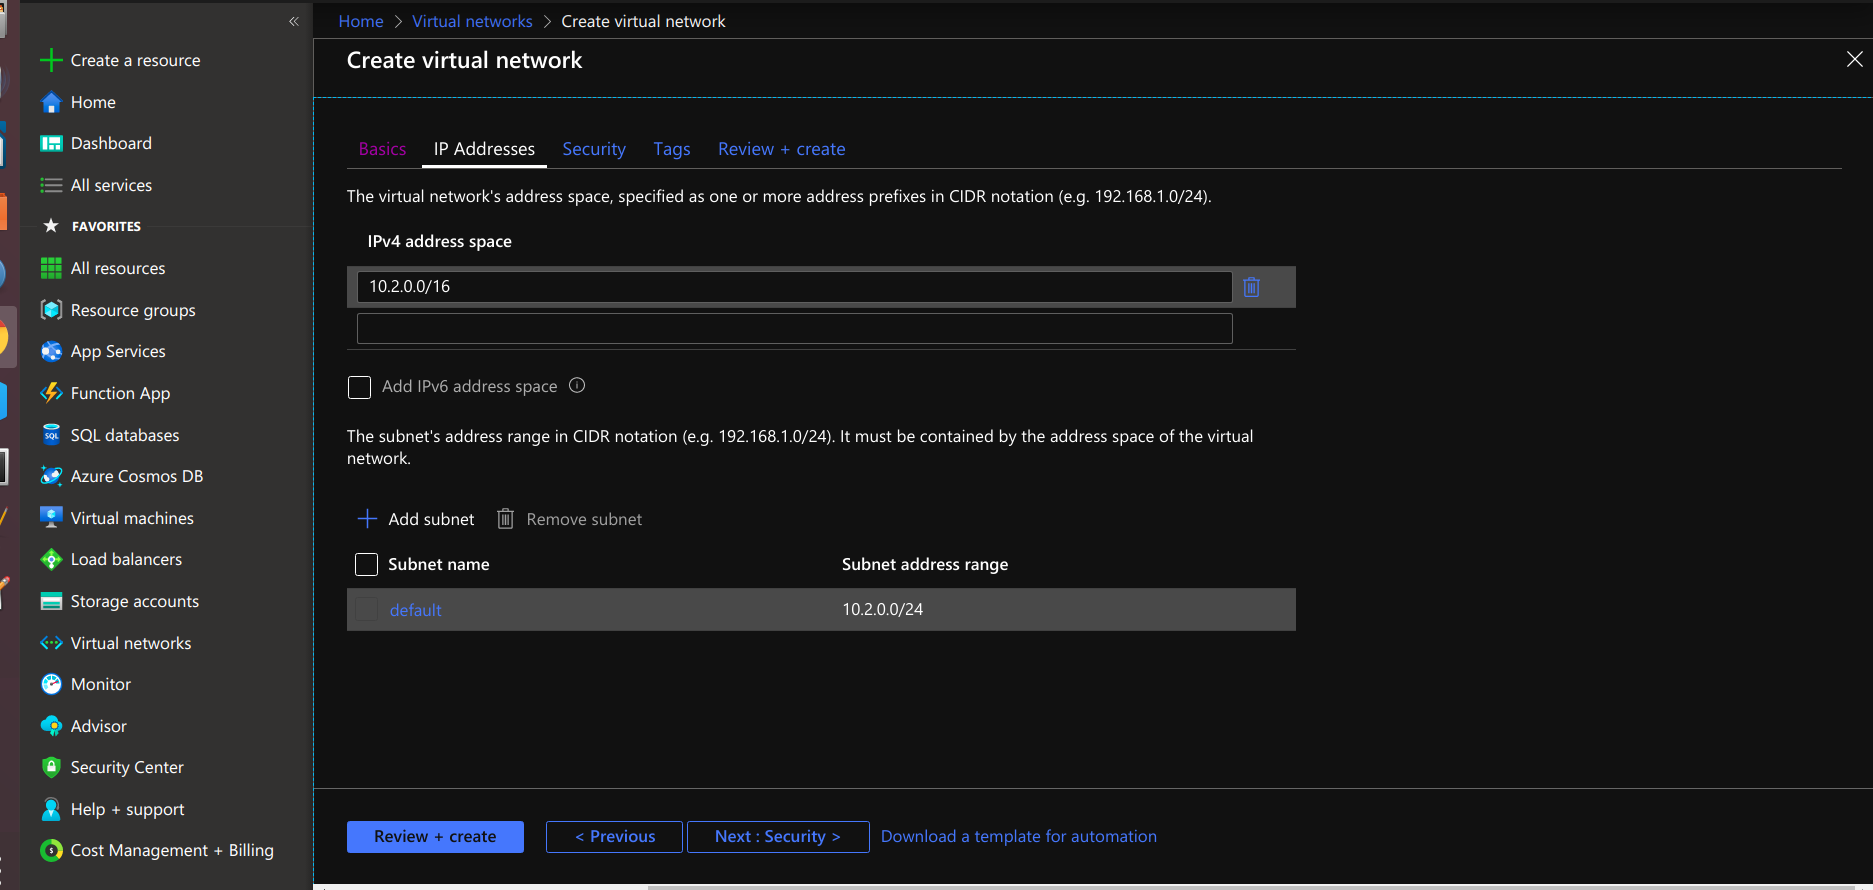 «
Create a resource
Home
Dashboard
All services
FAVORITES
All resources
Resource groups
App Services
Function App
SQL
SQL databases
Azure Cosmos DB
Virtual machines
Load balancers
Storage accounts
Virtual networks
Monitor
Advisor
Security Center
Help + support
$
Cost Management + Billing
Home > Virtual networks > Create virtual network
Create virtual network
Basics IP Addresses Security Tags Review + create
The virtual network's address space, specified as one or more address prefixes in CIDR notation (e.g. 192.168.1.0/24).
IPv4 address space
10.2.0.0/16
Add IPv6 address space
The subnet's address range in CIDR notation (e.g. 192.168.1.0/24). It must be contained by the address space of the virtual
network.
Add subnet Remove subnet
Subnet name Subnet address range
default 10.2.0.0/24
Review + create < Previous Next : Security > Download a template for automation